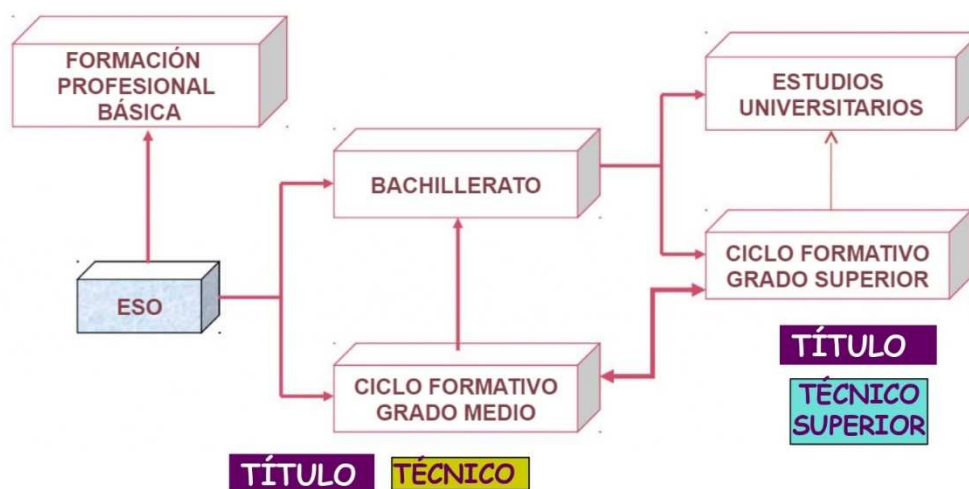 FORMACIÓN
PROFESIONAL
BÁSICA
ESTUDIOS
UNIVERSITARIOS
BACHILLERATO
CICLO FORMATIVO
GRADO SUPERIOR
ESO
CICLO FORMATIVO
GRADO MEDIO
TÍTULO
TÉCNICO
SUPERIOR
TÍTULO TÉCNICO